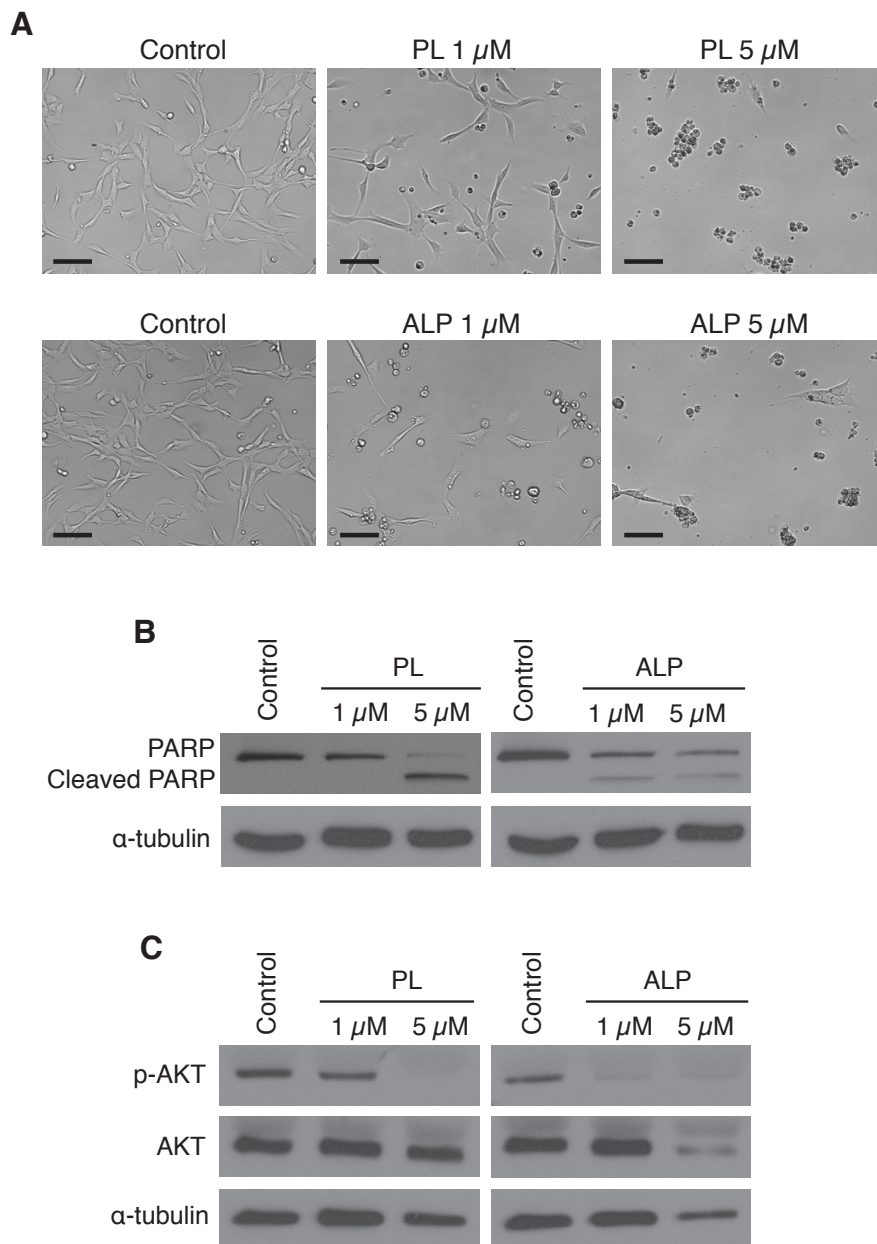 A
Control PL 1 µM PL 5 µM
Control ALP 1 µM ALP 5 µM
B
Control PL Control ALP
1 µM 5 µM 1 µM 5 µM
PARP
Cleaved PARP
α-tubulin
C
Control PL Control ALP
1 µM 5 µM 1 µM 5 µM
p-AKT
AKT
α-tubulin